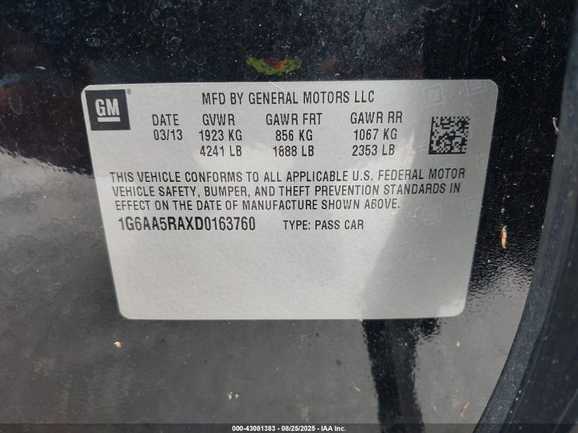 GM
MFD BY GENERAL MOTORS LLC
DATE GVWR GAWR FRT GAWR RR
03/13 1923 KG 856 KG 1067 KG
4241 LB 1888 LB 2353 LB
THIS VEHICLE CONFORMS TO ALL APPLICABLE U.S. FEDERAL MOTOR
VEHICLE SAFETY, BUMPER, AND THEFT PREVENTION STANDARDS IN
EFFECT ON THE DATE OF MANUFACTURE SHOWN ABOVE.
1G6AA5RAXD0163760 TYPE: PASS CAR
000-43081383 - 08/25/2025 - IAA Inc.